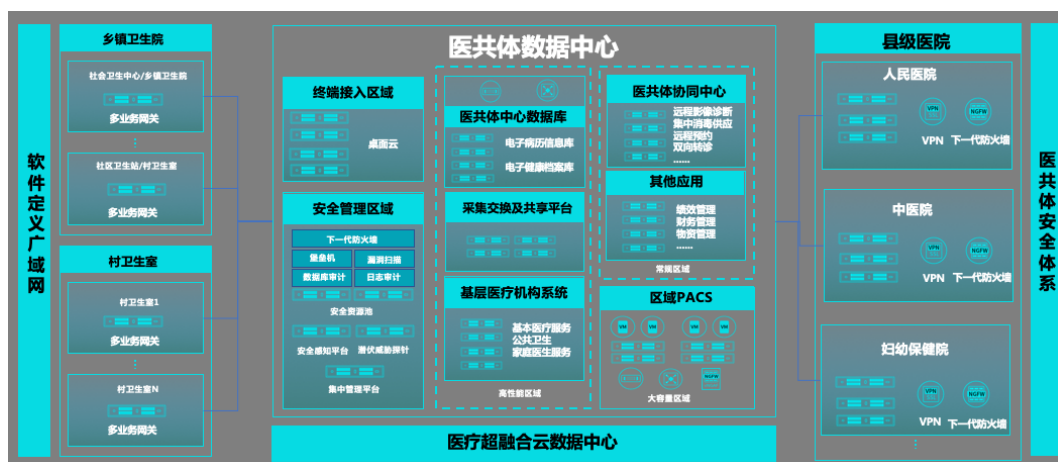 软件定义广域网
乡镇卫生院
社会卫生中心/乡镇卫生院
多业务网关
社区卫生站/村卫生室
多业务网关
村卫生室
村卫生室1
多业务网关
村卫生室N
多业务网关
医共体数据中心
终端接入区域
桌面云
安全管理区域
下一代防火墙
堡垒机
漏洞扫描
数据库审计
日志审计
安全资源池
安全感知平台
潜伏威胁探针
集中管理平台
医共体中心数据库
电子病历信息库
电子健康档案库
采集交换及共享平台
基层医疗机构系统
基本医疗服务
公共卫生
家庭医生服务
高性能区域
医共体协同中心
远程影像诊断
集中消毒供应
远程预约
双向转诊
......
其他应用
绩效管理
财务管理
物资管理
......
常规区域
区域PACS
VM
VM
VM
VM
NGFW
大容量区域
医疗超融合云数据中心
县级医院
人民医院
VPN
NGFW
VPN
下一代防火墙
中医院
VPN
NGFW
VPN
下一代防火墙
妇幼保健院
VPN
NGFW
VPN
下一代防火墙
医共体安全体系